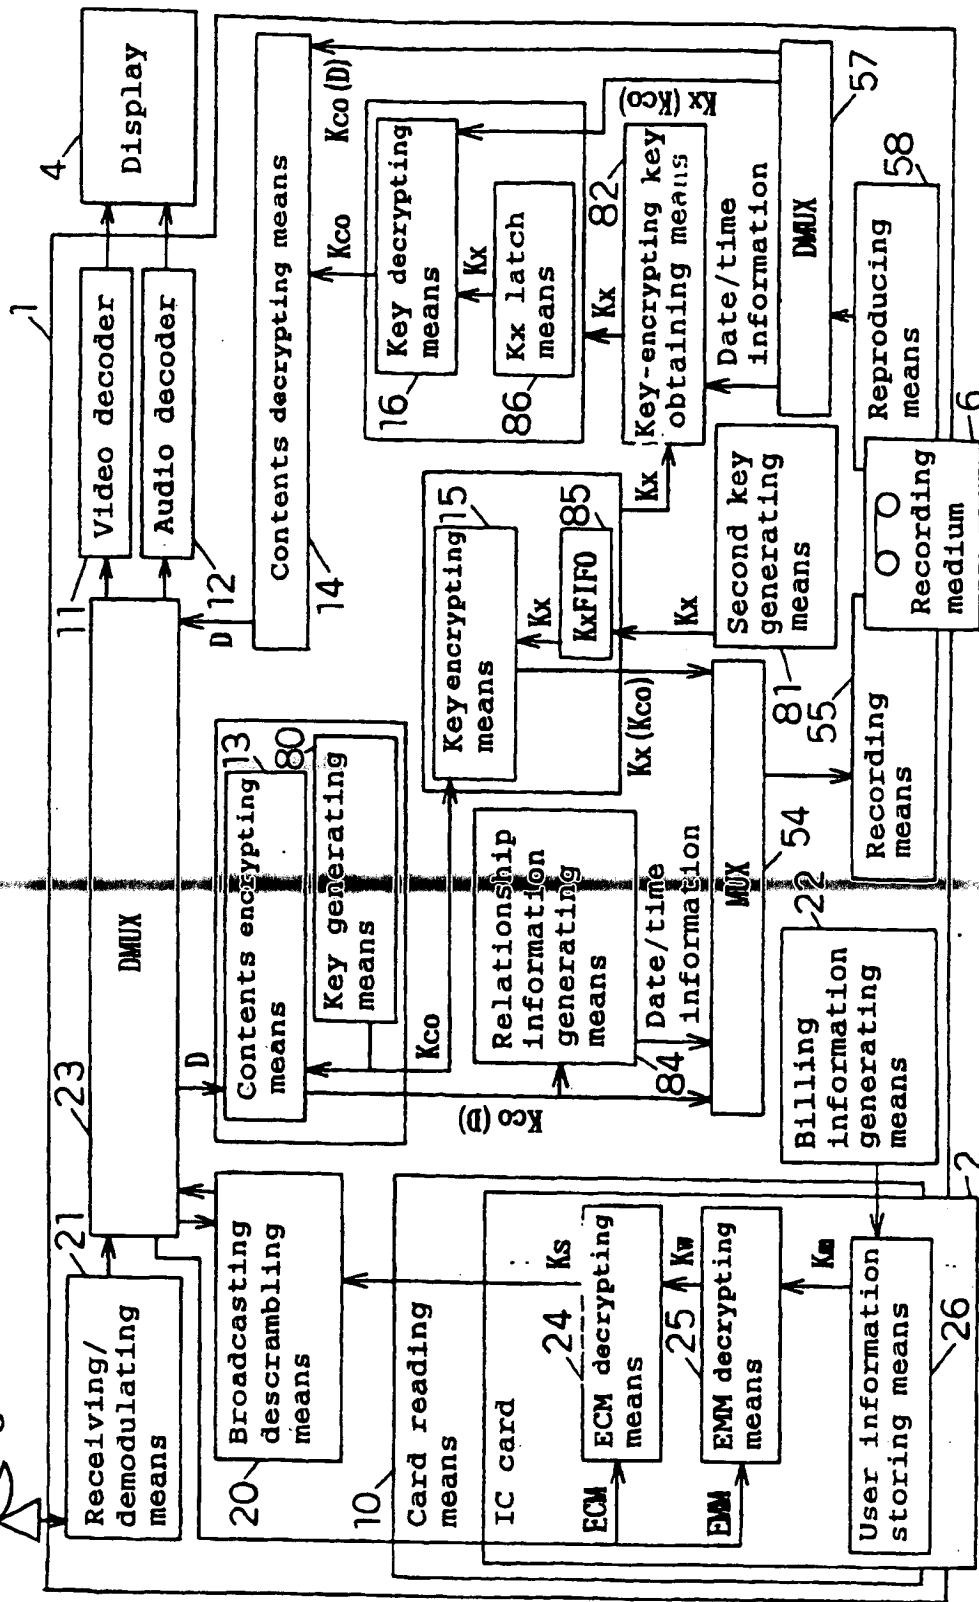 1
21
Receiving/
demodulating
means
23
DMUX
11
Video decoder
Audio decoder
12
4
Display
20
Broadcasting
descrambling
means
D
Contents encrypting
means
13
Key generating
means
80
D
Contents decrypting means
14
Kco
Kco (D)
Kco (D)
Kco
10
Card reading
means
IC card
ECM
Ks
24
ECM decrypting
means
Kw
25
EMM
EMM decrypting
means
Km
User information
storing means
26
2
Relationship
information
generating
means
84
Date/time
information
Key encrypting
means
15
Kx
KxFIFO
85
Kx
Kx (Kco)
Kx
16
Key decrypting
means
Kx
86
Kx latch
means
Kx
82
Key-encrypting key
obtaining means
Kx (Kco)
Date/time
information
DMUX
57
MUX
54
81
Second key
generating
means
22
Billing
information
generating
means
55
Recording
means
Recording
medium
6
Reproducing
means
58